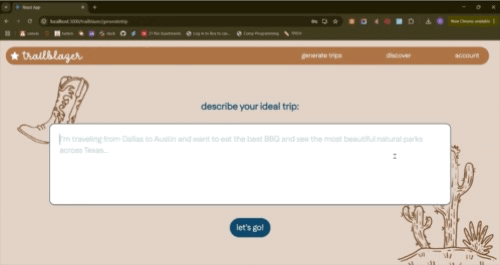 React App
localhost:3000/trailblazer/generatetrip
New Chrome available
trailblazer
generate trips
discover
account
describe your ideal trip:
I'm traveling from Dallas to Austin and want to eat the best BBQ and see the most beautiful natural parks
across Texas...
let's go!